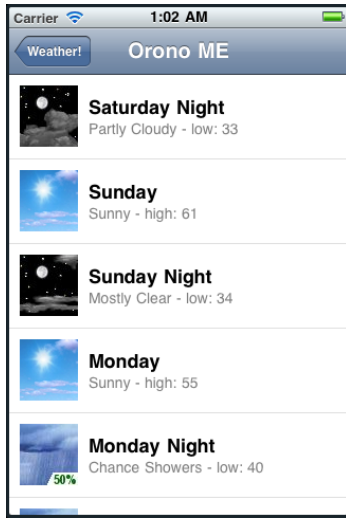 Carrier 1:02 AM
Weather! Orono ME
Saturday Night
Partly Cloudy - low: 33
Sunday
Sunny - high: 61
Sunday Night
Mostly Clear - low: 34
Monday
Sunny - high: 55
Monday Night
Chance Showers - low: 40
50%